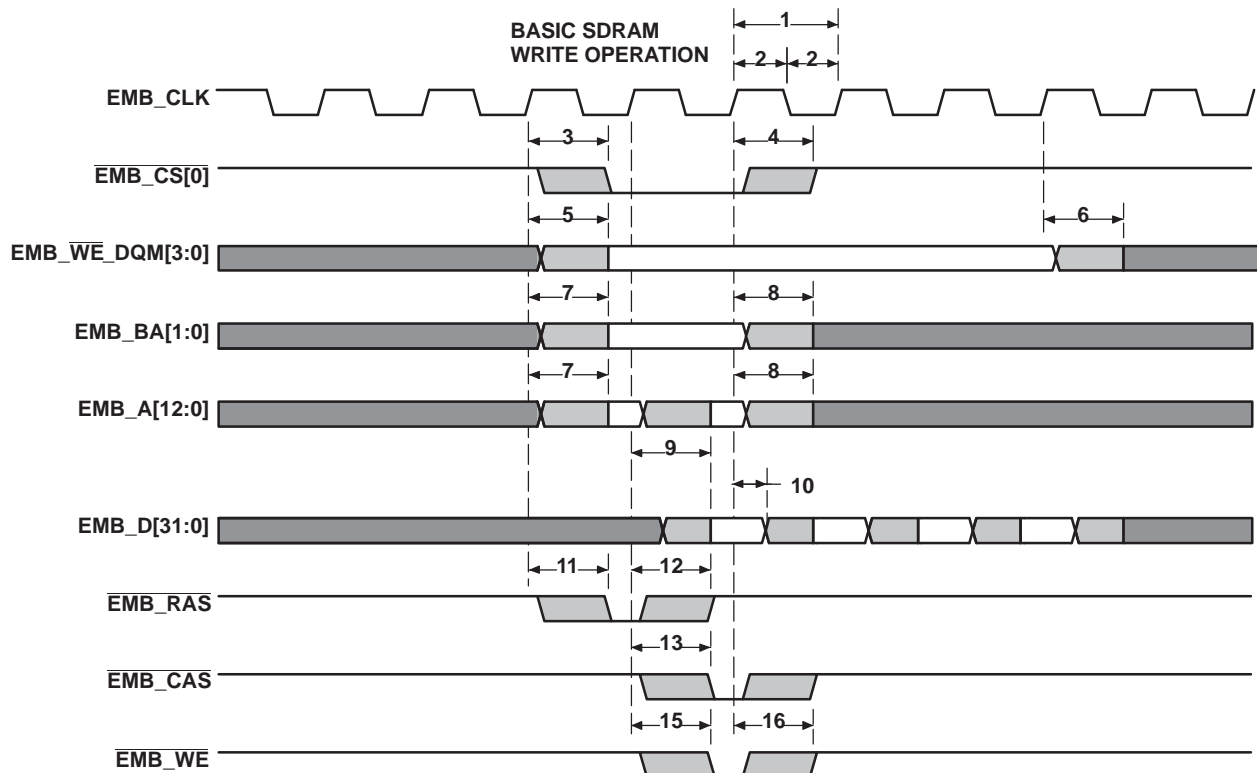 1
BASIC SDRAM
WRITE OPERATION
2 2
EMB_CLK
3 4
EMB_CS[0]
5 6
EMB_WE_DQM[3:0]
7 8
EMB_BA[1:0]
7 8
EMB_A[12:0]
9
10
EMB_D[31:0]
11 12
EMB_RAS
13
EMB_CAS
15 16
EMB_WE